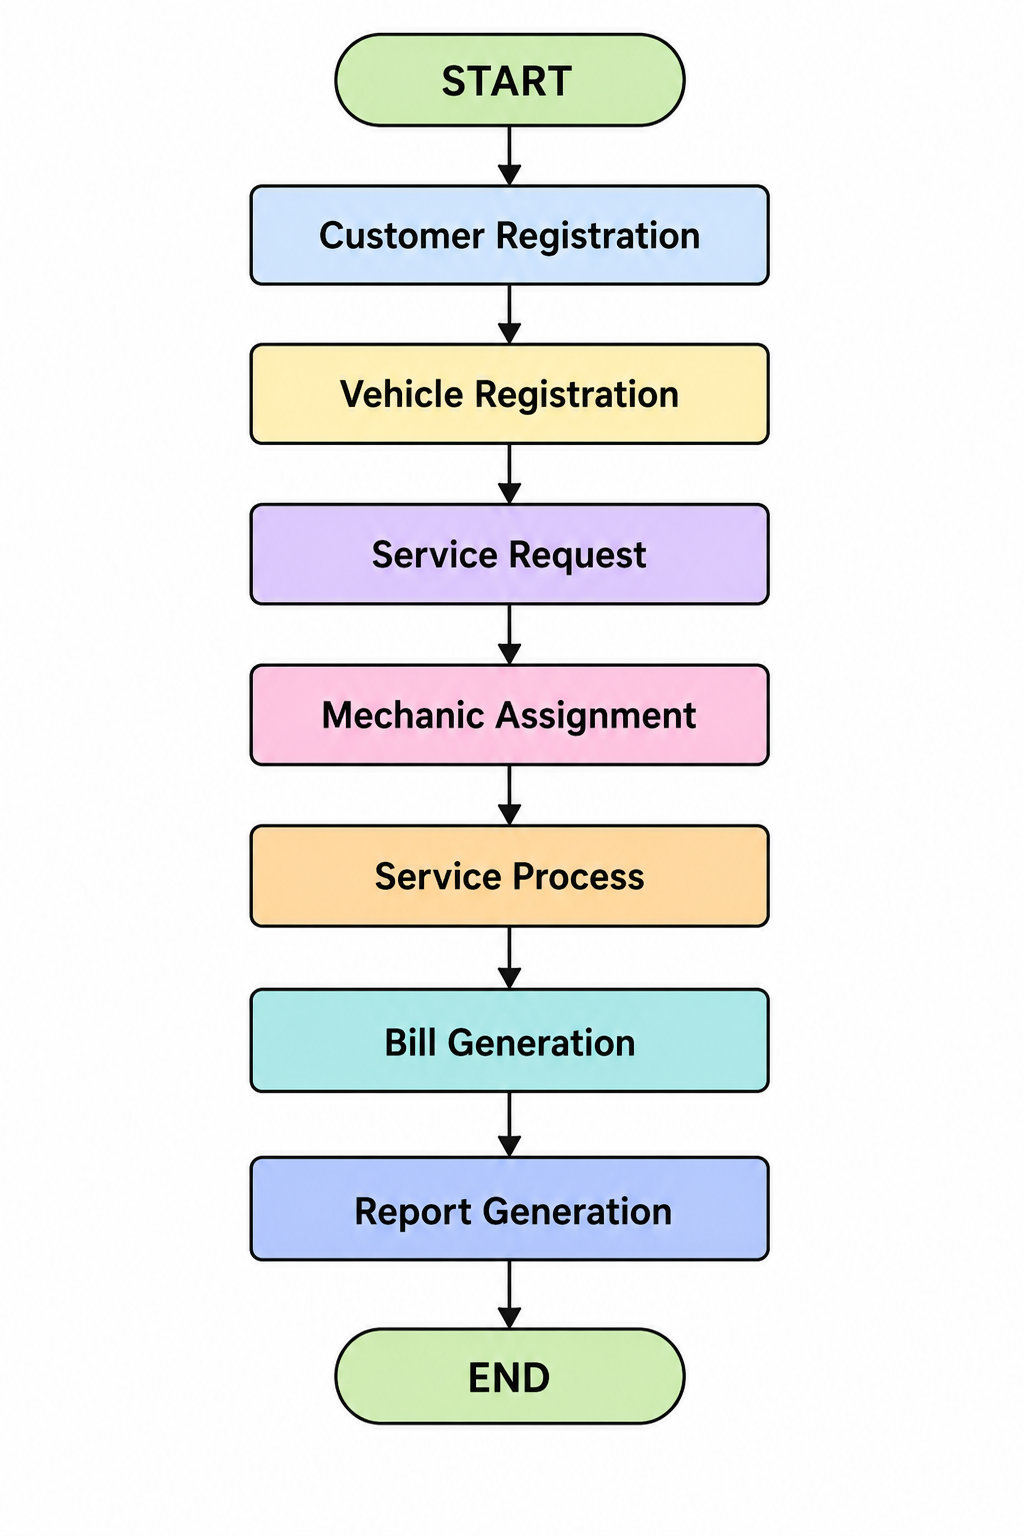 START
Customer Registration
Vehicle Registration
Service Request
Mechanic Assignment
Service Process
Bill Generation
Report Generation
END